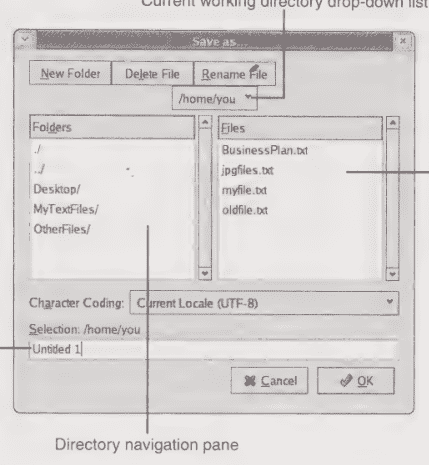 Current working directory drop-down list
Save as...
New Folder Delete File Rename File
/home/you
Folders
./
../
Desktop/
MyTextFiles/
OtherFiles/
Files
BusinessPlan.txt
jpgfiles.txt
myfile.txt
oldfile.txt
Character Coding: Current Locale (UTF-8)
Selection: /home/you
Untitled 1
Cancel OK
Directory navigation pane